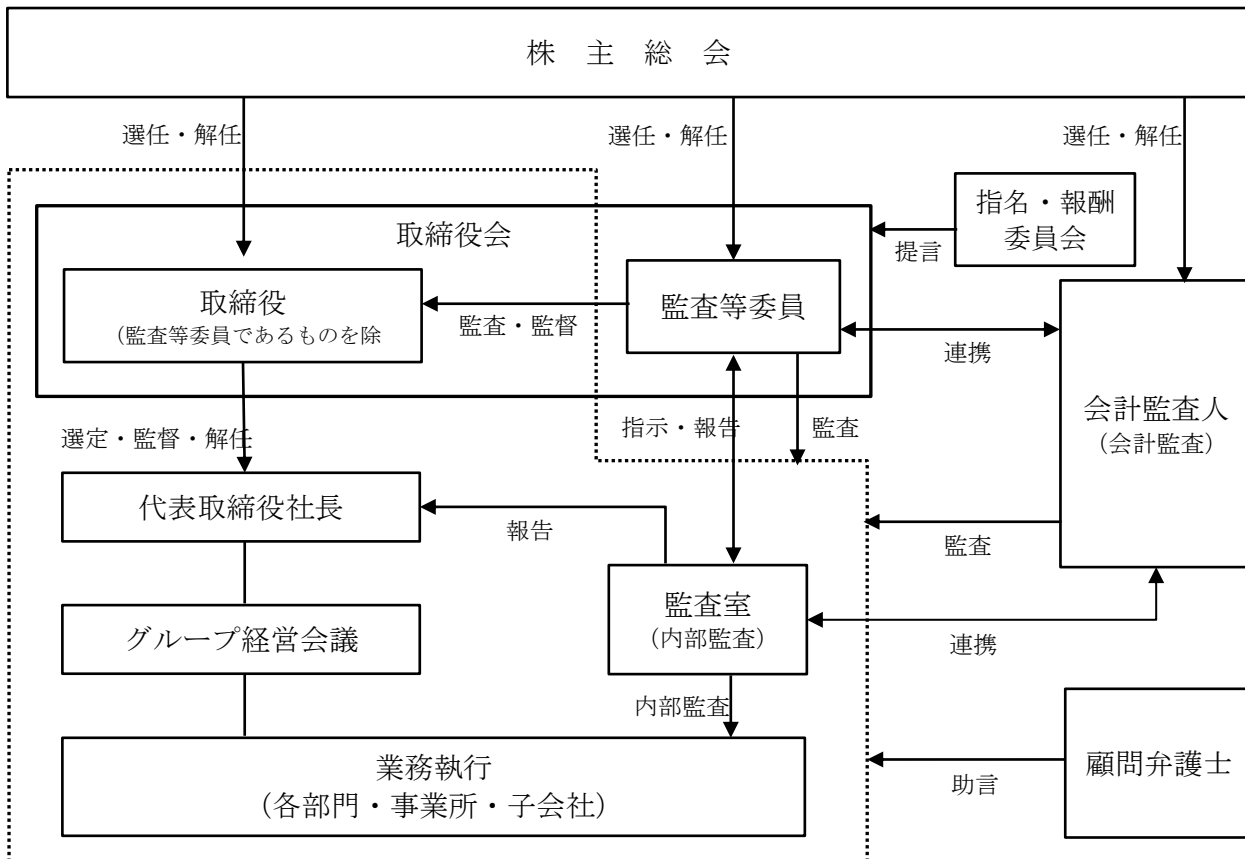 株　主　総　会
選任・解任
選任・解任
選任・解任
指名・報酬
委員会
取締役会
提言
取締役
（監査等委員であるものを除
監査・監督
監査等委員
連携
会計監査人
（会計監査）
選定・監督・解任
指示・報告
監査
代表取締役社長
報告
監査
監査室
（内部監査）
グループ経営会議
連携
内部監査
業務執行
（各部門・事業所・子会社）
助言
顧問弁護士